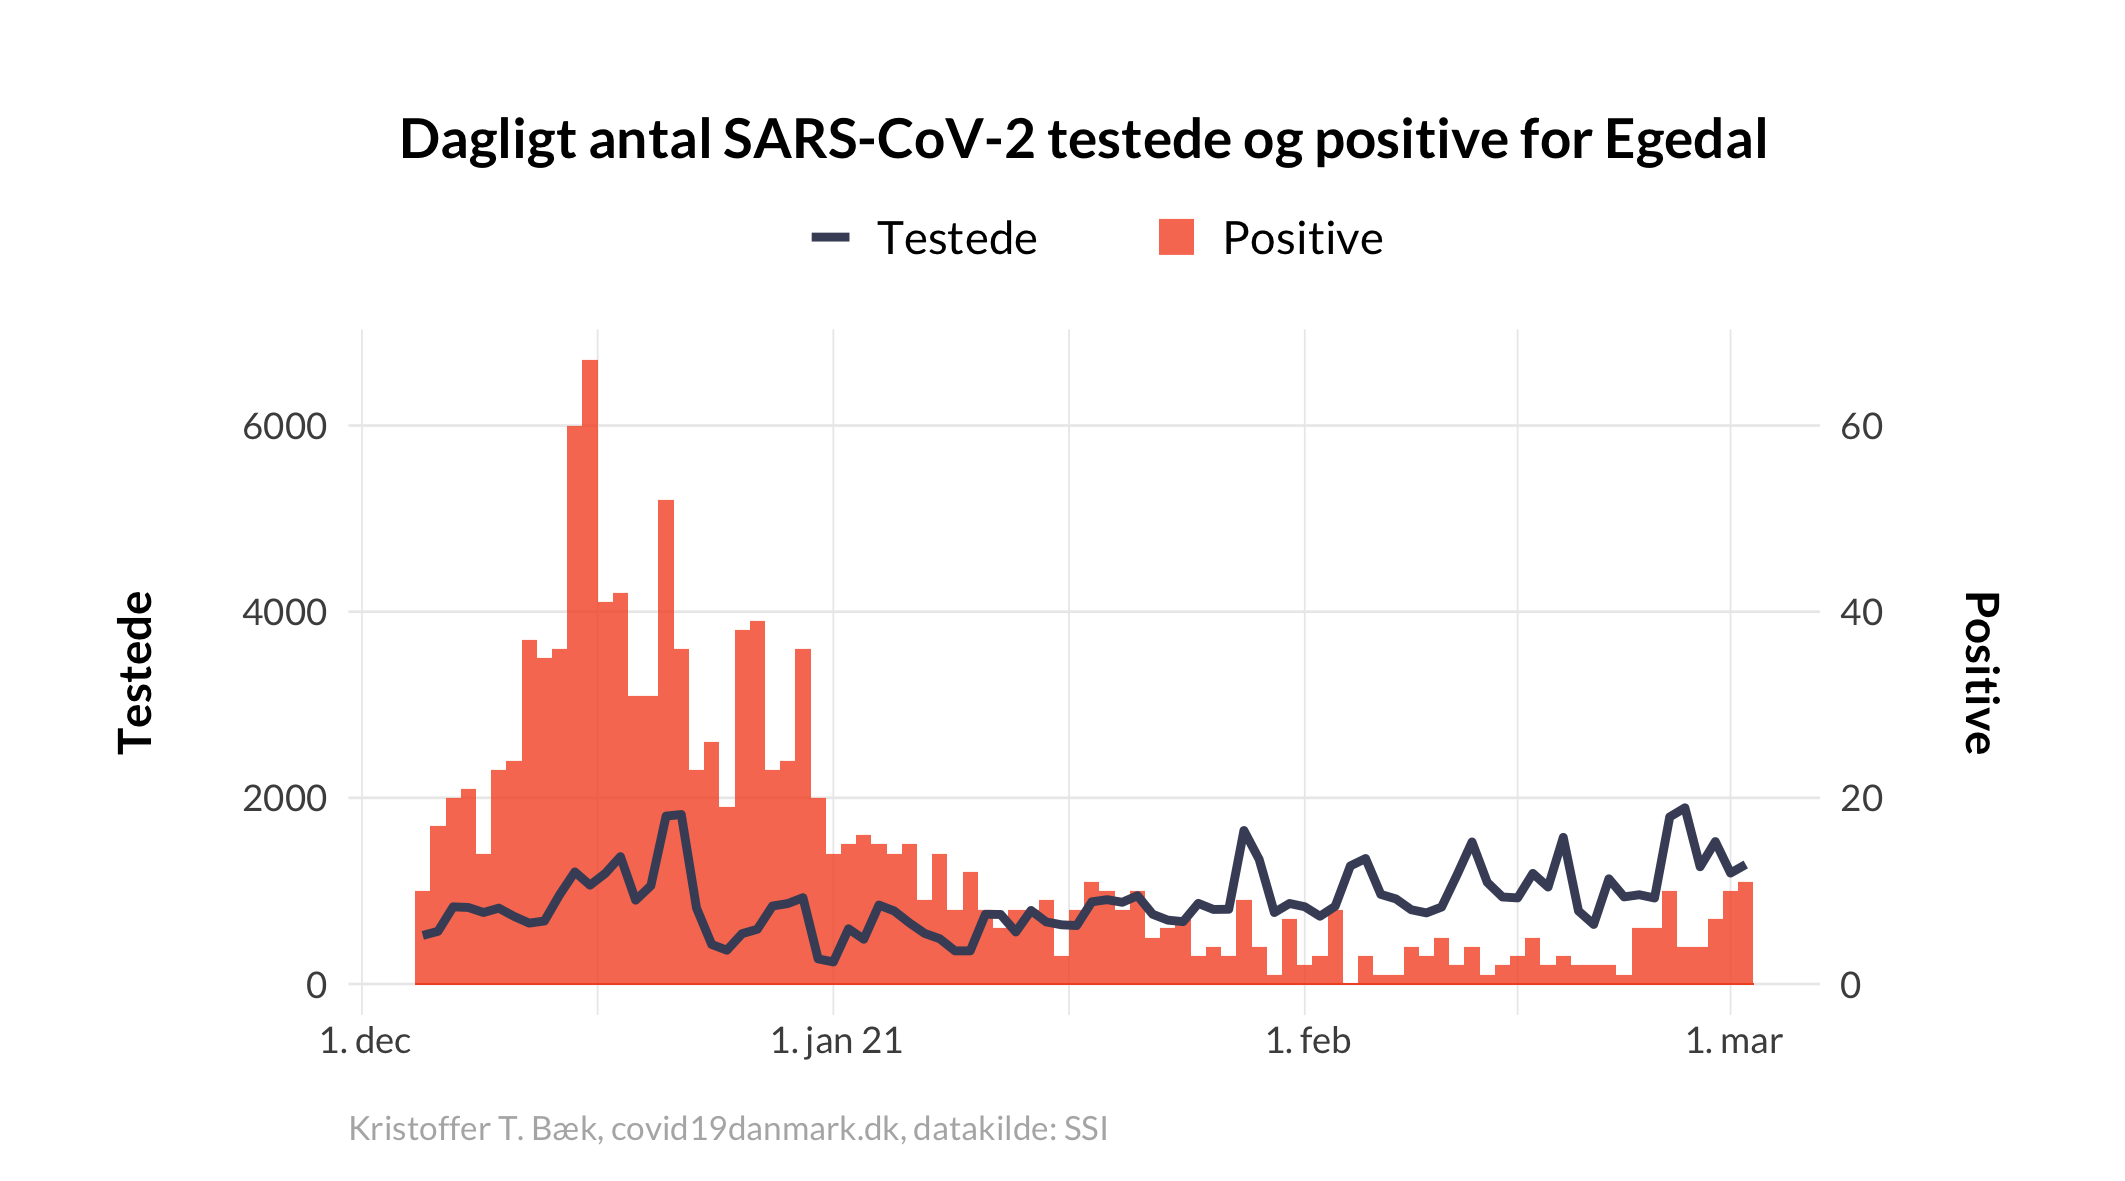 Dagligt antal SARS-CoV-2 testede og positive for Egedal
Testede Positive
6000 60
4000 40
2000 20
0 0
Testede
Positive
1. dec 1. jan 21 1. feb 1. mar
Kristoffer T. Bæk, covid19danmark.dk, datakilde: SSI